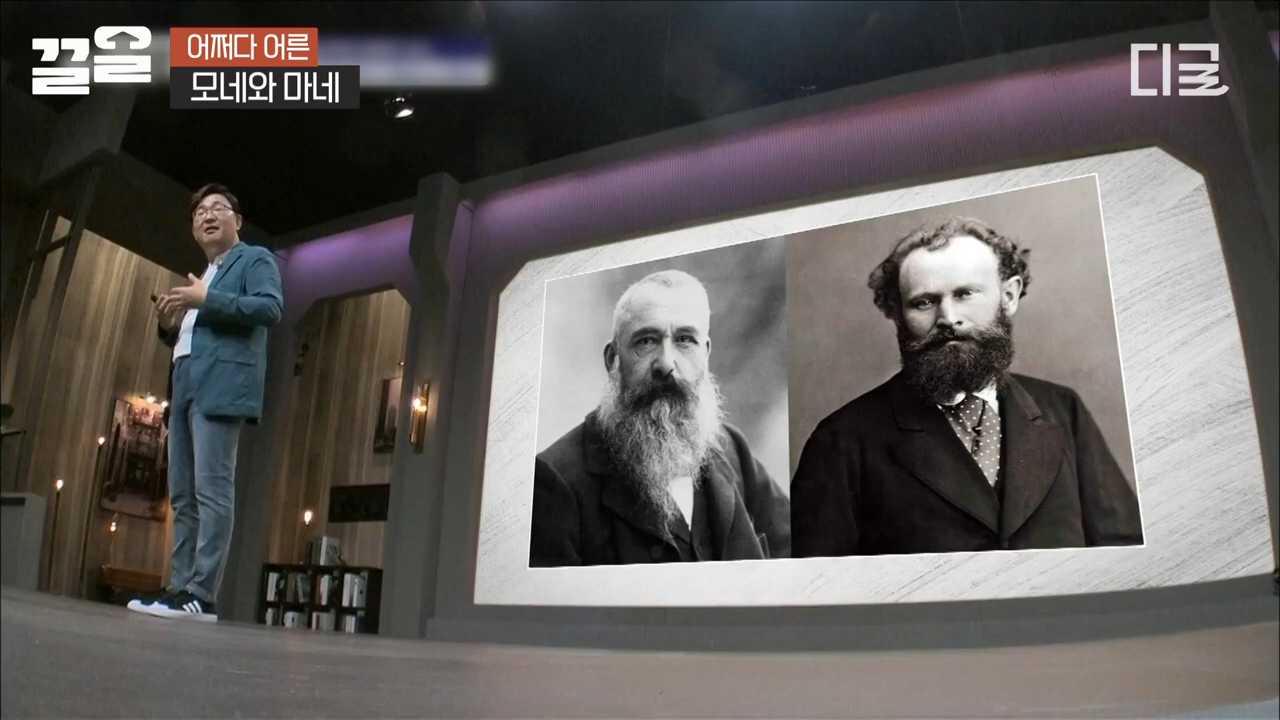 끌올
어쩌다 어른
모네와 마네
디글